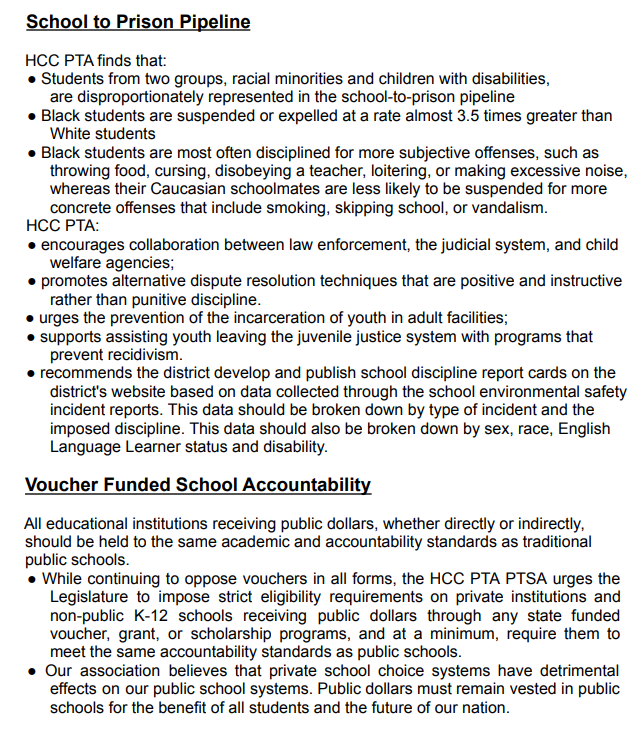 School to Prison Pipeline
HCC PTA finds that:
● Students from two groups, racial minorities and children with disabilities,
are disproportionately represented in the school-to-prison pipeline
● Black students are suspended or expelled at a rate almost 3.5 times greater than
White students
● Black students are most often disciplined for more subjective offenses, such as
throwing food, cursing, disobeying a teacher, loitering, or making excessive noise,
whereas their Caucasian schoolmates are less likely to be suspended for more
concrete offenses that include smoking, skipping school, or vandalism.
HCC PTA:
● encourages collaboration between law enforcement, the judicial system, and child
welfare agencies;
● promotes alternative dispute resolution techniques that are positive and instructive
rather than punitive discipline.
● urges the prevention of the incarceration of youth in adult facilities;
● supports assisting youth leaving the juvenile justice system with programs that
prevent recidivism.
● recommends the district develop and publish school discipline report cards on the
district's website based on data collected through the school environmental safety
incident reports. This data should be broken down by type of incident and the
imposed discipline. This data should also be broken down by sex, race, English
Language Learner status and disability.
Voucher Funded School Accountability
All educational institutions receiving public dollars, whether directly or indirectly,
should be held to the same academic and accountability standards as traditional
public schools.
● While continuing to oppose vouchers in all forms, the HCC PTA PTSA urges the
Legislature to impose strict eligibility requirements on private institutions and
non-public K-12 schools receiving public dollars through any state funded
voucher, grant, or scholarship programs, and at a minimum, require them to
meet the same accountability standards as public schools.
● Our association believes that private school choice systems have detrimental
effects on our public school systems. Public dollars must remain vested in public
schools for the benefit of all students and the future of our nation.